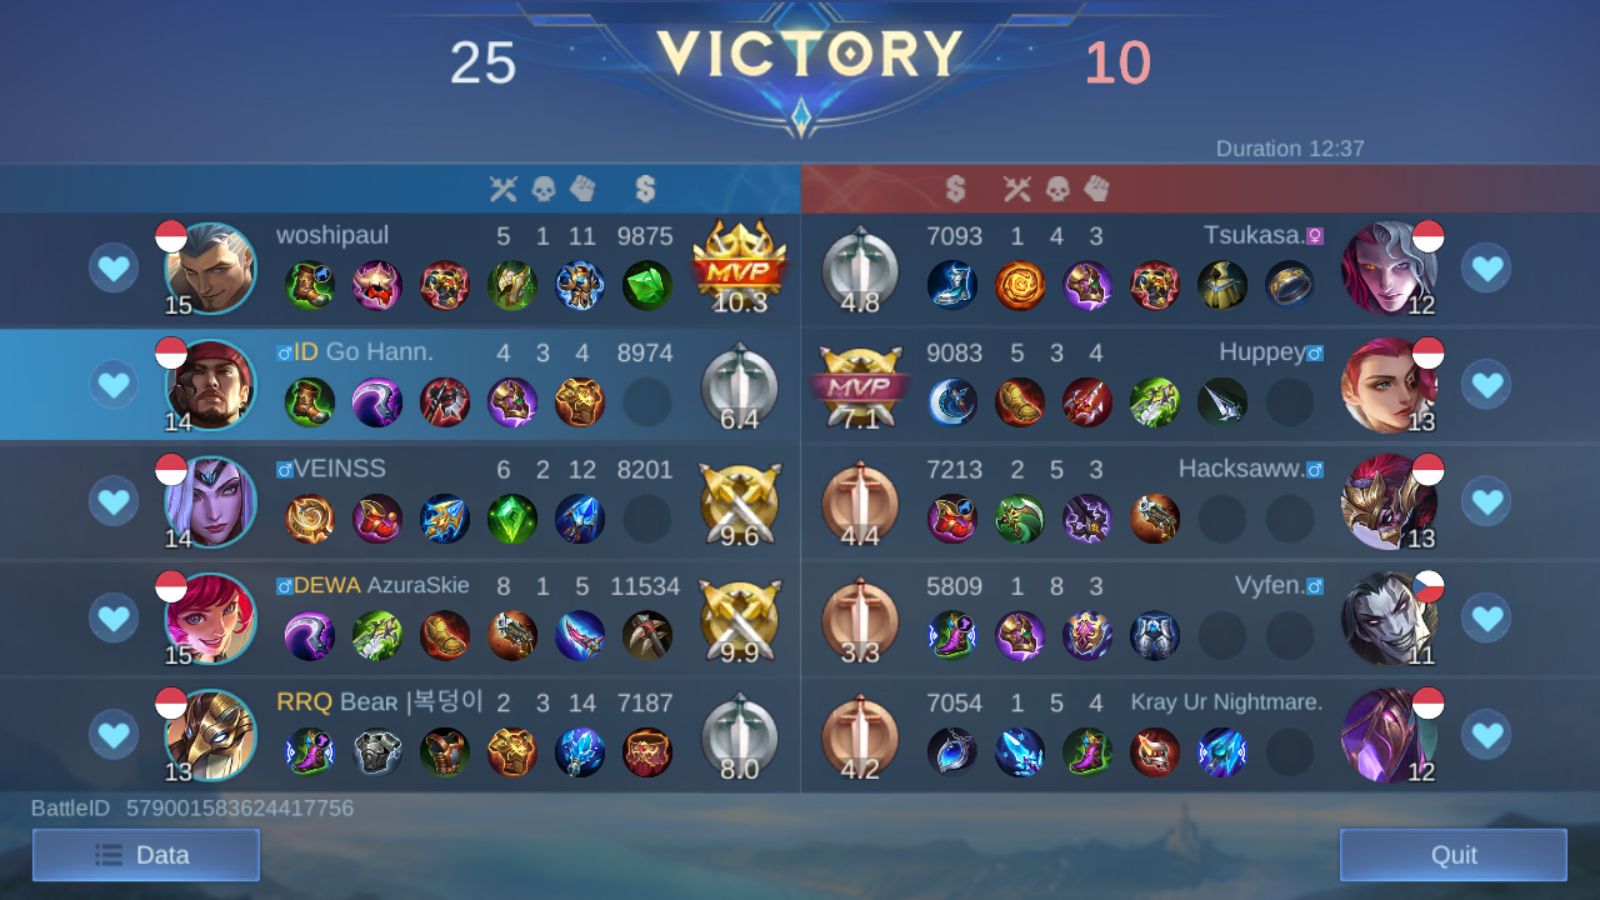 25 VICTORY 10
Duration 12:37
woshipaul 5 1 11 9875 MVP 10.3 15
4.8 7093 1 4 3 Tsukasa. 12
ID Go Hann. 4 3 4 8974 6.4 14
MVP 7.1 9083 5 3 4 Huppey 13
VEINSS 6 2 12 8201 9.6 14
4.4 7213 2 5 3 Hacksaww. 13
DEWA AzuraSkie 8 1 5 11534 9.9 15
3.3 5809 1 8 3 Vyfen. 11
RRQ Bear |복덩이 2 3 14 7187 8.0 13
4.2 7054 1 5 4 Kray Ur Nightmare. 12
BattleID 579001583624417756
Data
Quit